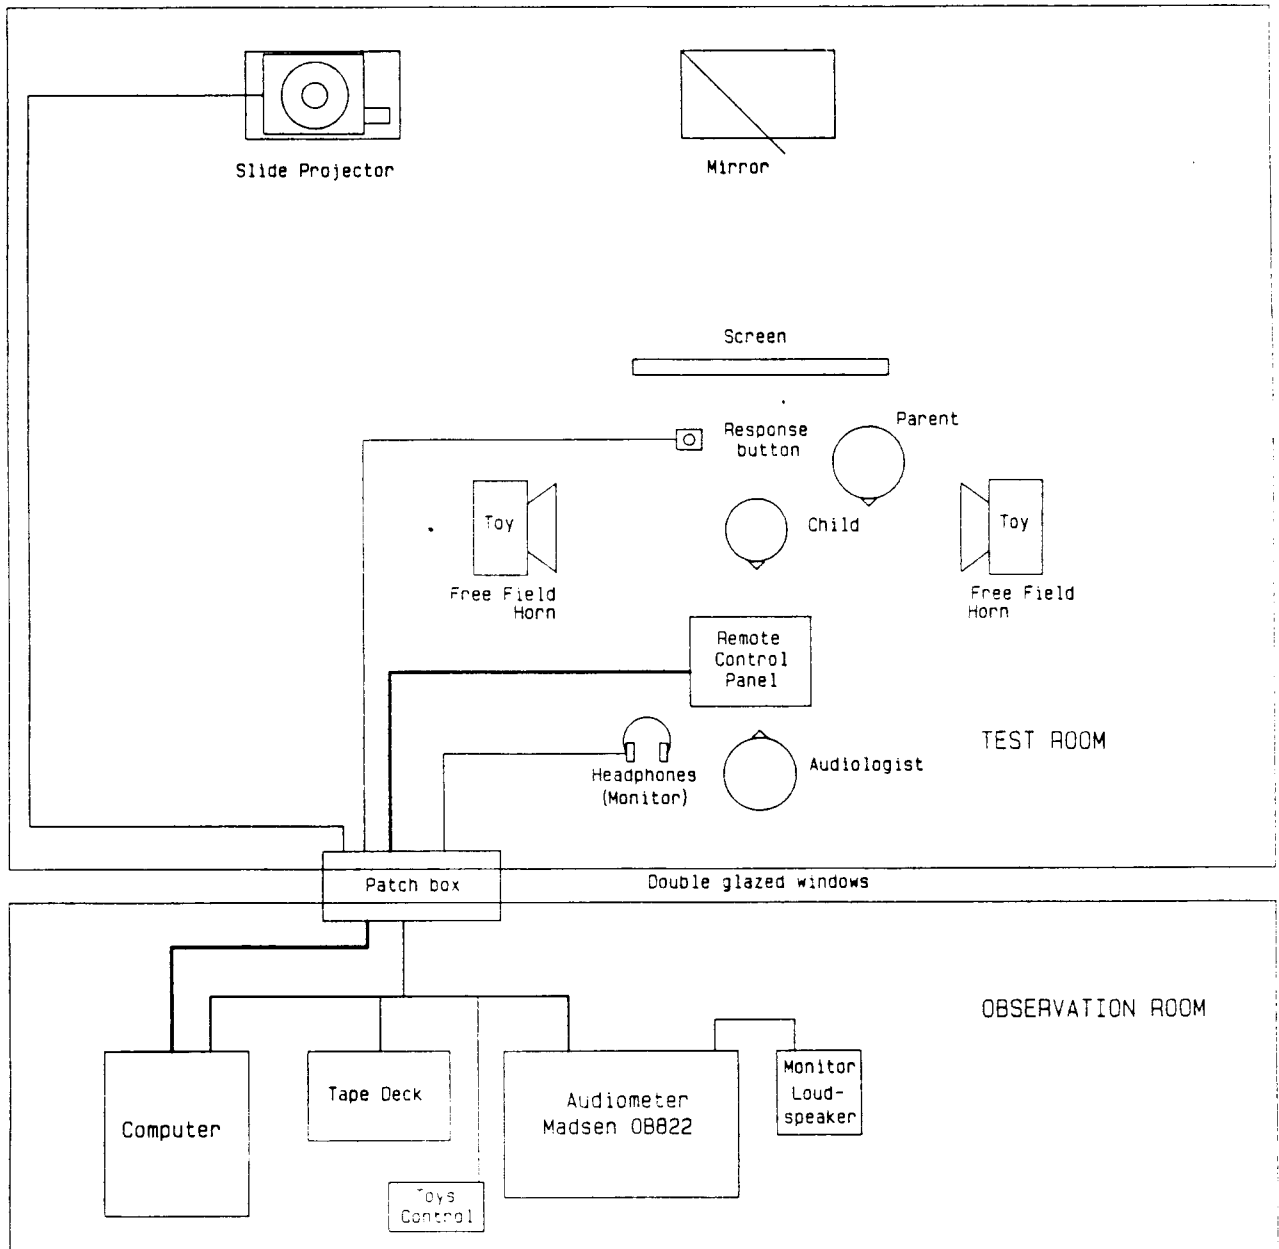 Slide Projector
Mirror
Screen
Response
button
Parent
Toy
Child
Toy
Free Field
Horn
Free Field
Horn
Remote
Control
Panel
TEST ROOM
Headphones
(Monitor)
Audiologist
Patch box
Double glazed windows
OBSERVATION ROOM
Computer
Tape Deck
Toys
Control
Audiometer
Madsen OB822
Monitor
Loud-
speaker